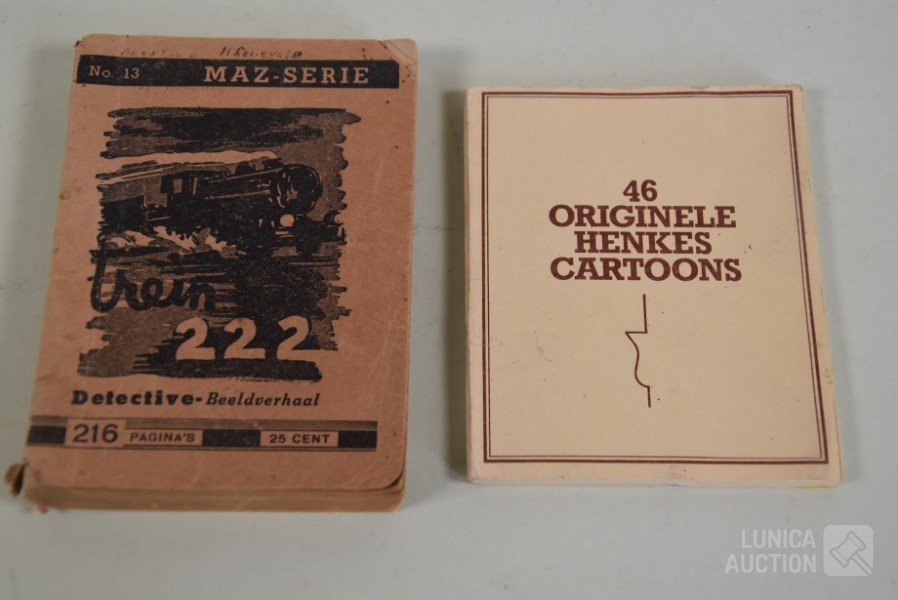 No. 13 MAZ-SERIE
trein
222
Detective-Beeldverhaal
216 PAGINA'S 25 CENT
46
ORIGINELE
HENKES
CARTOONS
LUNICA
AUCTION